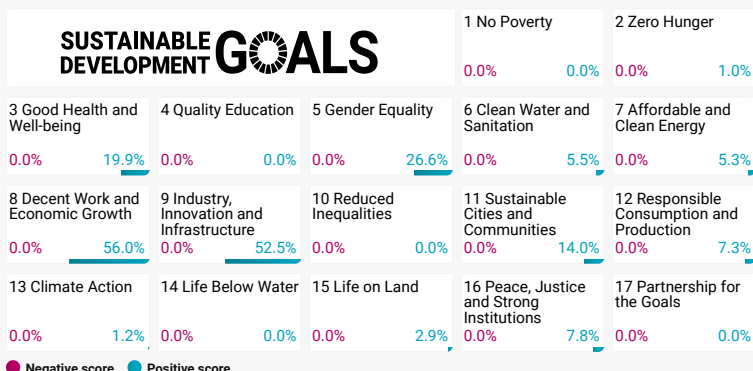 SUSTAINABLE
DEVELOPMENT
GOALS
1 No Poverty
0.0% 0.0%
2 Zero Hunger
0.0% 1.0%
3 Good Health and
Well-being
0.0% 19.9%
4 Quality Education
0.0% 0.0%
5 Gender Equality
0.0% 26.6%
6 Clean Water and
Sanitation
0.0% 5.5%
7 Affordable and
Clean Energy
0.0% 5.3%
8 Decent Work and
Economic Growth
0.0% 56.0%
9 Industry,
Innovation and
Infrastructure
0.0% 52.5%
10 Reduced
Inequalities
0.0% 0.0%
11 Sustainable
Cities and
Communities
0.0% 14.0%
12 Responsible
Consumption and
Production
0.0% 7.3%
13 Climate Action
0.0% 1.2%
14 Life Below Water
0.0% 0.0%
15 Life on Land
0.0% 2.9%
16 Peace, Justice
and Strong
Institutions
0.0% 7.8%
17 Partnership for
the Goals
0.0% 0.0%
Negative score Positive score